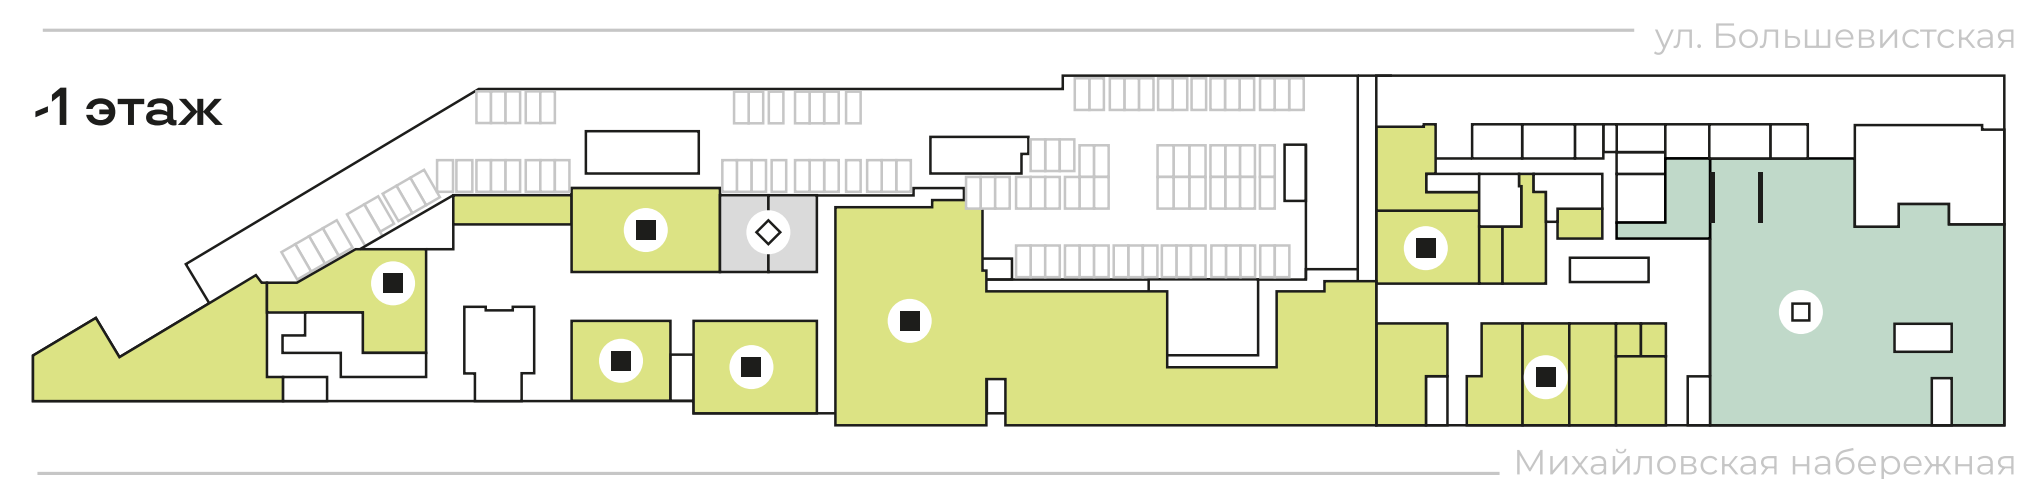 ул. Большевистская
-1 этаж
Михайловская набережная